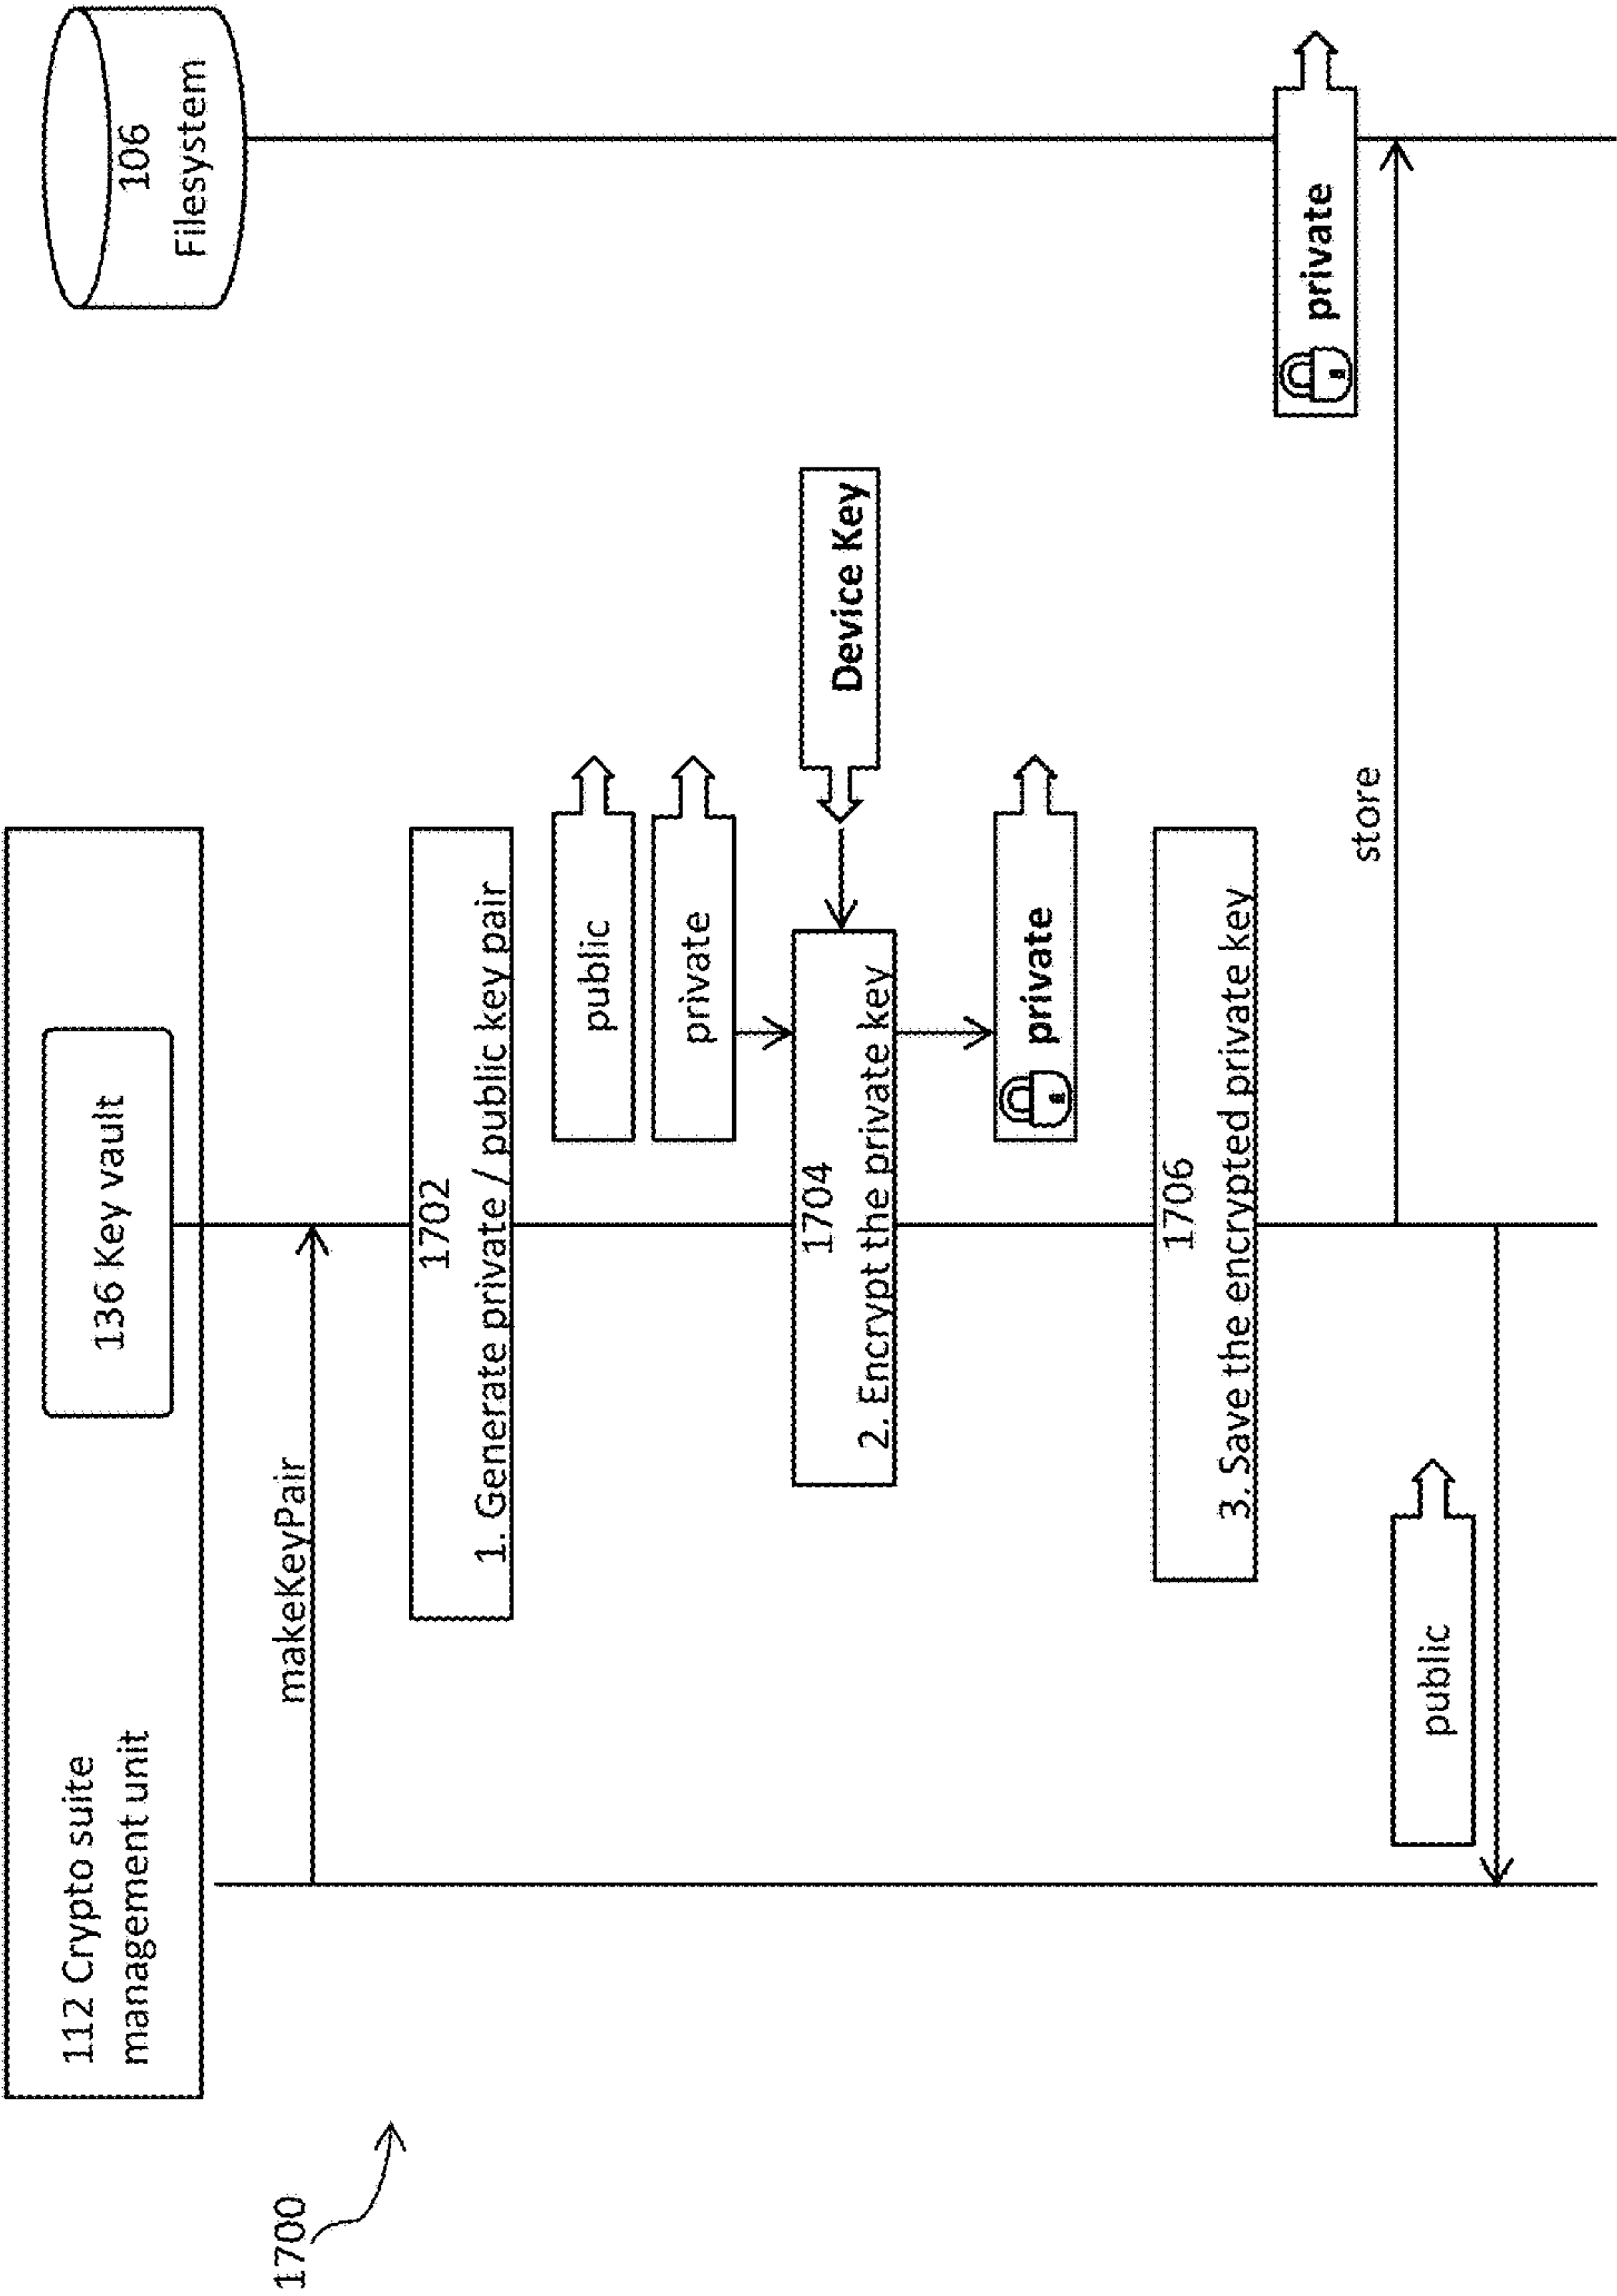 1700
112 Crypto suite
management unit
136 Key vault
106
Filesystem
makeKeyPair
1702
1. Generate private / public key pair
public
private
Device Key
1704
2. Encrypt the private key
private
1706
3. Save the encrypted private key
private
store
public